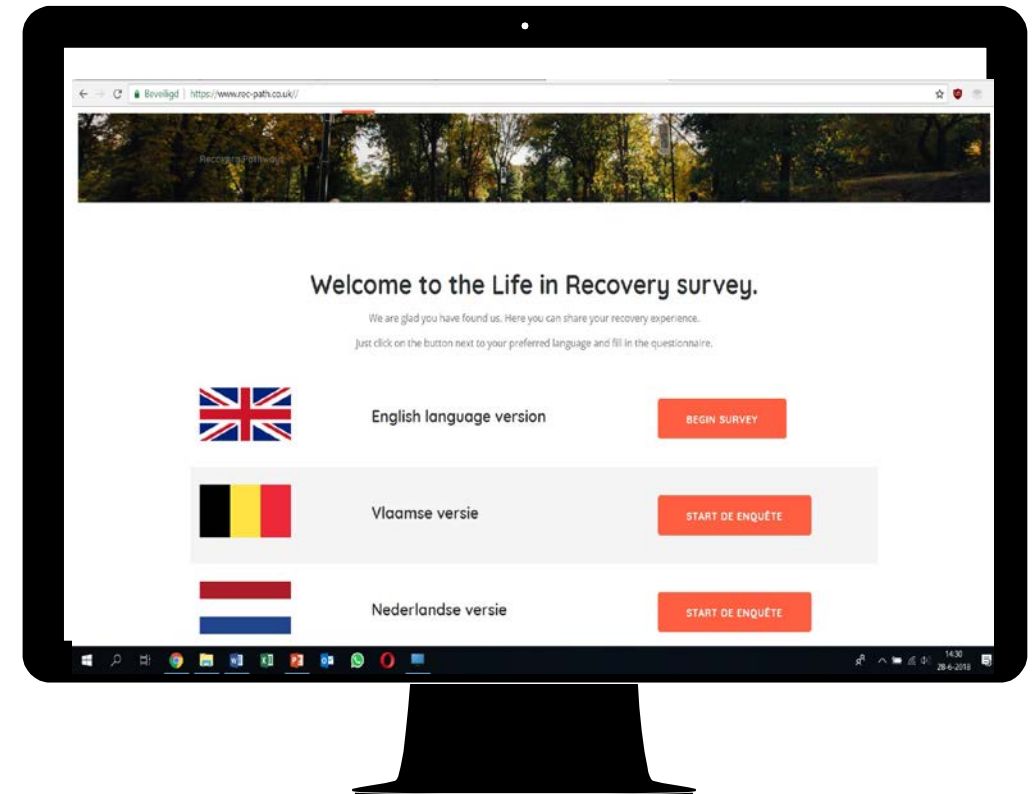 Beveiligd | https://www.rec-path.co.uk//
Recovery Pathways
Welcome to the Life in Recovery survey.
We are glad you have found us. Here you can share your recovery experience.
Just click on the button next to your preferred language and fill in the questionnaire.
English language version
BEGIN SURVEY
Vlaamse versie
START DE ENQUÊTE
Nederlandse versie
START DE ENQUÊTE
14:30
28-6-2018